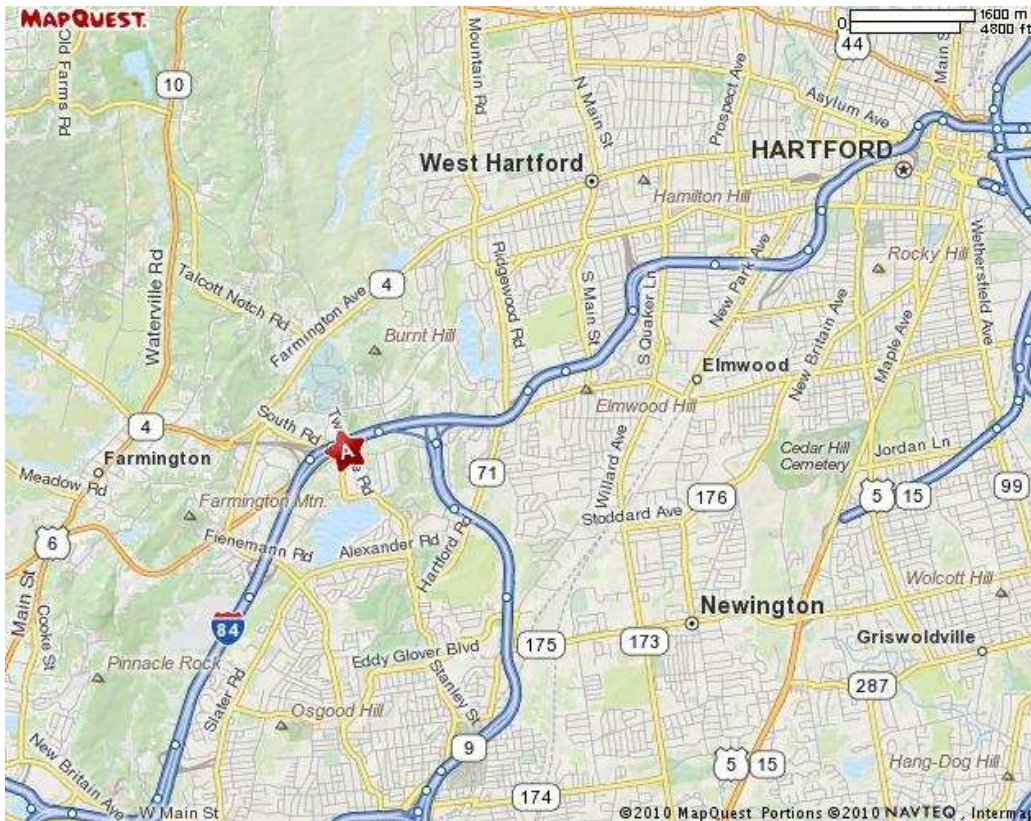 MAPQUEST.
1600 m
0
4800 ft
44
Main S
Old Farms Rd
10
Mountain Rd
N Main St
Prospect Ave
Asylum Ave
HARTFORD
West Hartford
Hamilton Hill
Wethersfield Ave
Rocky Hill
Waterville Rd
Talcott Notch Rd
4
Farmington Ave
Ridgewood Rd
S Main St
S Quaker Ln
New Park Ave
Burnt Hill
New Britain Ave
Maple Ave
Elmwood
Elmwood Hill
4
South Rd
Tw
A
Rd
Farmington
Meadow Rd
Farmington Mtn.
71
Willard Ave
176
Cedar Hill
Cemetery
Jordan Ln
5
15
99
6
Fienemann Rd
Alexander Rd
Hartford Rd
Stoddard Ave
Main St
Cooke St
84
Wolcott Hill
Newington
175
173
Griswoldville
Pinnacle Rock
Eddy Glover Blvd
Stanley St
Slater Rd
Osgood Hill
287
9
5
15
Hang-Dog Hill
New Britain Ave
W Main St
174
©2010 MapQuest Portions ©2010 NAVTEQ, Interma